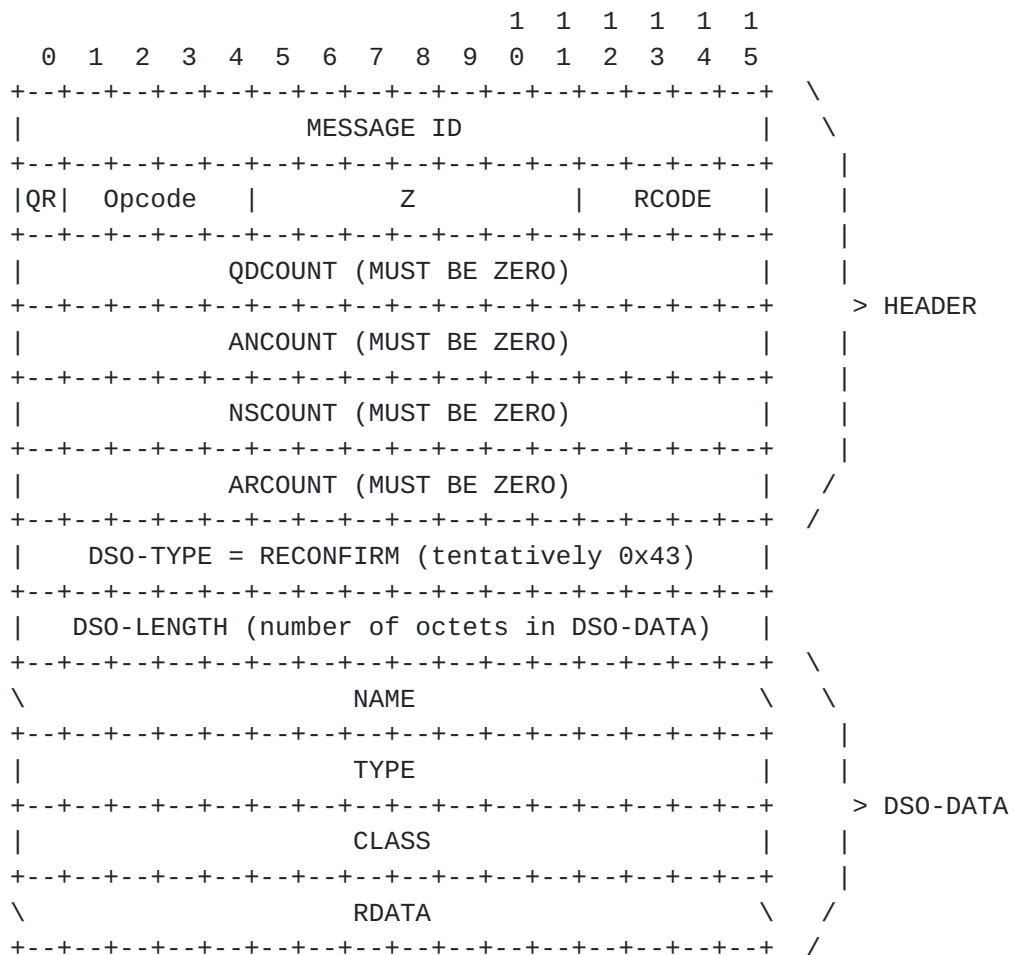 1  1  1  1  1  1
   0  1  2  3  4  5  6  7  8  9  0  1  2  3  4  5
 +--+--+--+--+--+--+--+--+--+--+--+--+--+--+--+--+  \
 |                  MESSAGE ID                   |   \
 +--+--+--+--+--+--+--+--+--+--+--+--+--+--+--+--+    |
 |QR|  Opcode   |         Z          |   RCODE   |    |
 +--+--+--+--+--+--+--+--+--+--+--+--+--+--+--+--+    |
 |             QDCOUNT (MUST BE ZERO)            |    |
 +--+--+--+--+--+--+--+--+--+--+--+--+--+--+--+--+     > HEADER
 |             ANCOUNT (MUST BE ZERO)            |    |
 +--+--+--+--+--+--+--+--+--+--+--+--+--+--+--+--+    |
 |             NSCOUNT (MUST BE ZERO)            |    |
 +--+--+--+--+--+--+--+--+--+--+--+--+--+--+--+--+    |
 |             ARCOUNT (MUST BE ZERO)            |   /
 +--+--+--+--+--+--+--+--+--+--+--+--+--+--+--+--+  /
 |    DSO-TYPE = RECONFIRM (tentatively 0x43)    |
 +--+--+--+--+--+--+--+--+--+--+--+--+--+--+--+--+
 |   DSO-LENGTH (number of octets in DSO-DATA)   |
 +--+--+--+--+--+--+--+--+--+--+--+--+--+--+--+--+  \
 \                     NAME                      \   \
 +--+--+--+--+--+--+--+--+--+--+--+--+--+--+--+--+    |
 |                     TYPE                      |    |
 +--+--+--+--+--+--+--+--+--+--+--+--+--+--+--+--+     > DSO-DATA
 |                     CLASS                     |    |
 +--+--+--+--+--+--+--+--+--+--+--+--+--+--+--+--+    |
 \                     RDATA                     \   /
 +--+--+--+--+--+--+--+--+--+--+--+--+--+--+--+--+  /